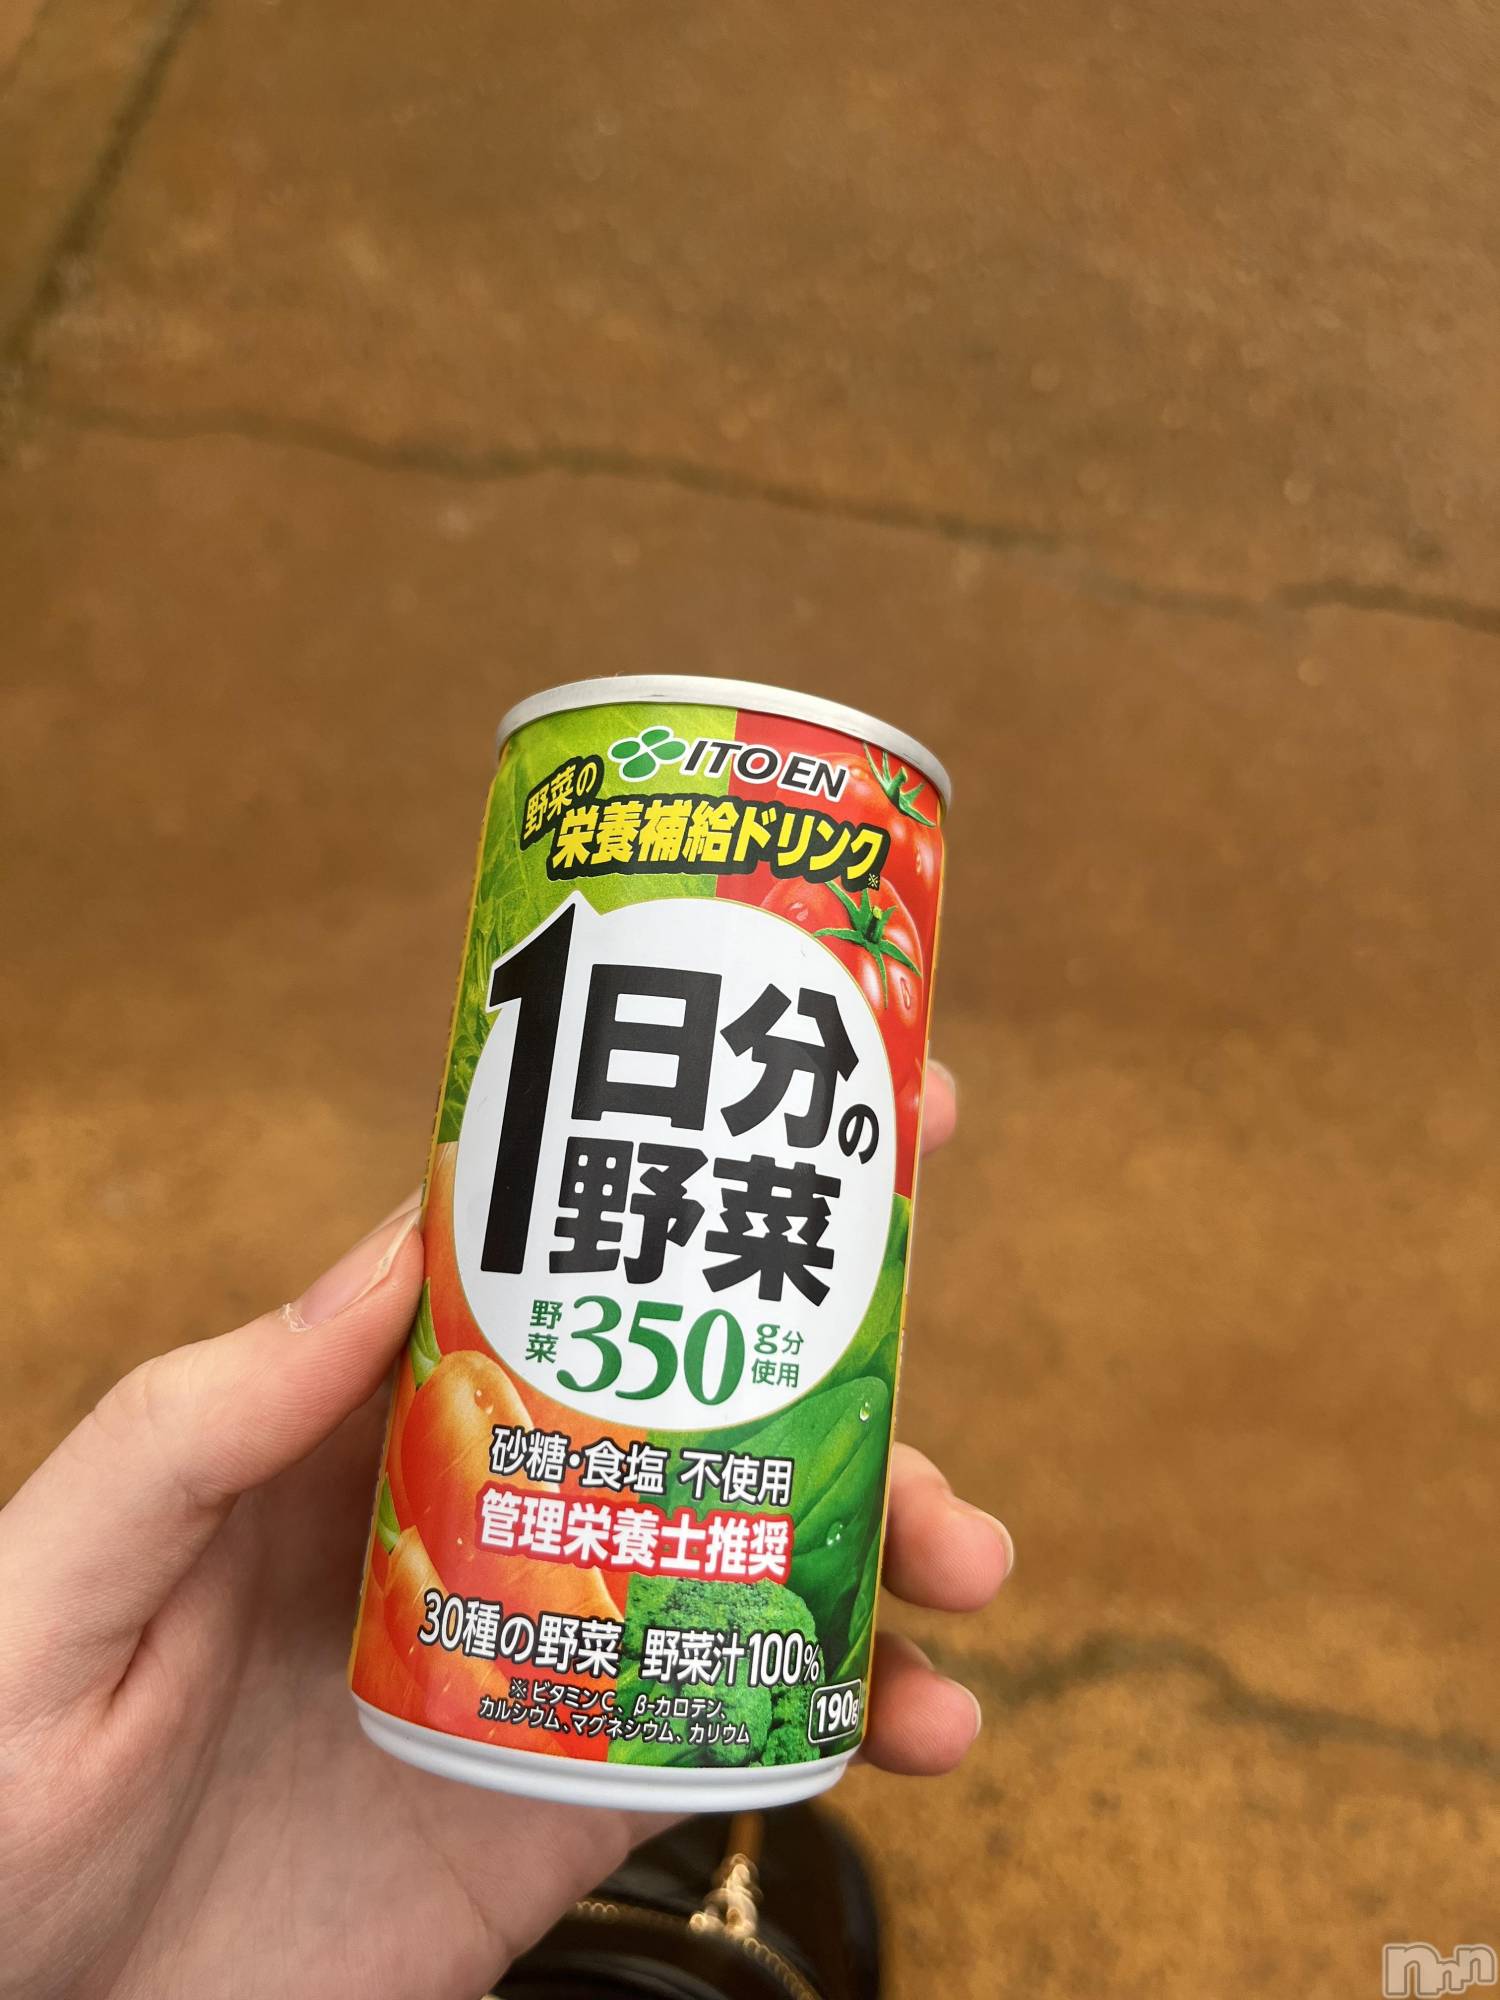 ITO EN
野菜の
栄養補給ドリンク※
1日分の
野菜
野菜350g分使用
砂糖・食塩 不使用
管理栄養士推奨
30種の野菜 野菜汁100%
※ビタミンC、β-カロテン、
カルシウム、マグネシウム、カリウム
190g
nnn